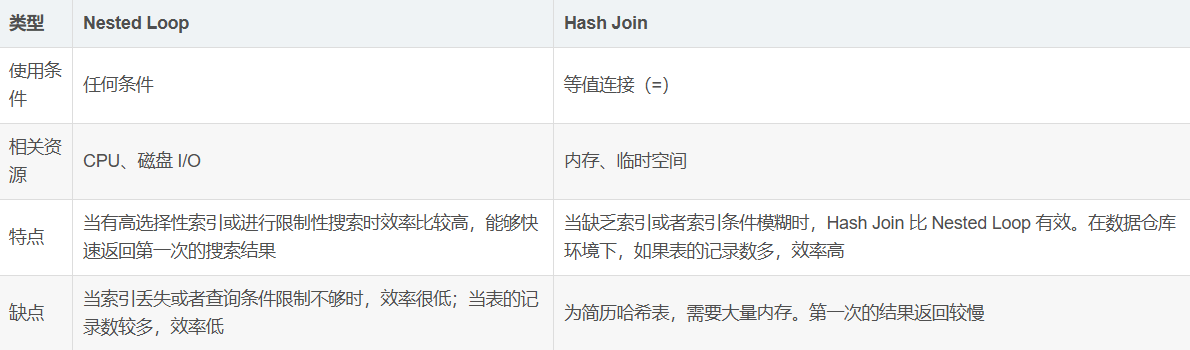 类型 Nested Loop Hash Join
使用条
件 任何条件 等值连接（=）
相关资
源 CPU、磁盘 I/O 内存、临时空间
特点 当有高选择性索引或进行限制性搜索时效率比较高，能够快
速返回第一次的搜索结果 当缺乏索引或者索引条件模糊时，Hash Join 比 Nested Loop 有效。在数据仓库
环境下，如果表的记录数多，效率高
缺点 当索引丢失或者查询条件限制不够时，效率很低；当表的记
录数较多，效率低 为简历哈希表，需要大量内存。第一次的结果返回较慢